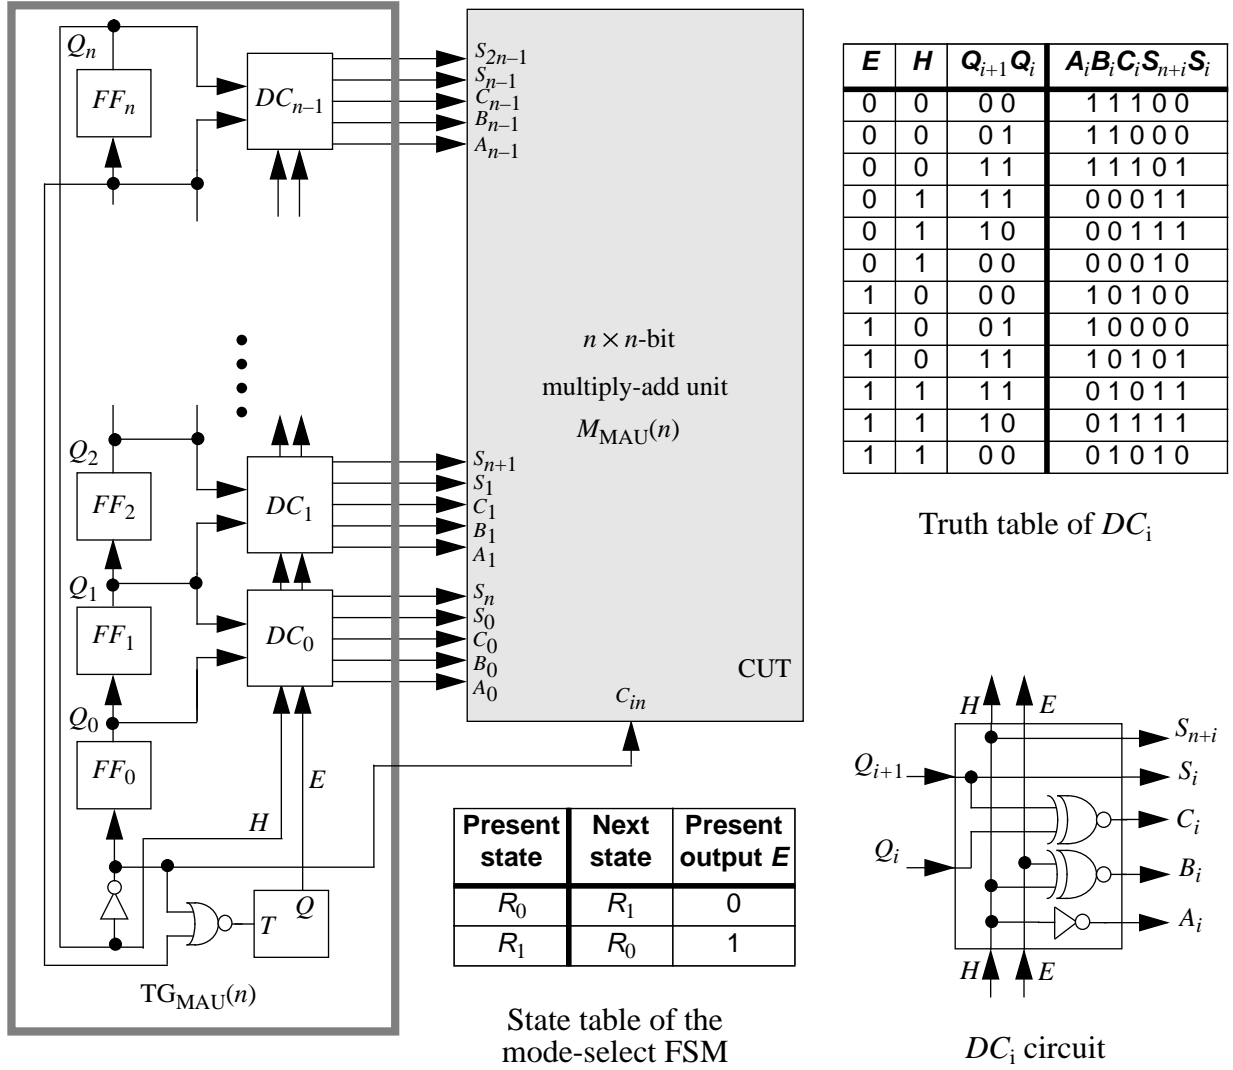 Q_n
FF_n
DC_{n–1}
S_{2n–1}
S_{n–1}
C_{n–1}
B_{n–1}
A_{n–1}
n × n-bit
multiply-add unit
M_{MAU}(n)
Q_2
FF_2
DC_1
S_{n+1}
S_1
C_1
B_1
A_1
Q_1
FF_1
DC_0
S_n
S_0
C_0
B_0
A_0
CUT
C_{in}
Q_0
FF_0
H
E
T
Q
TG_{MAU}(n)
E H Q_{i+1}Q_i A_iB_iC_iS_{n+i}S_i
0 0 0 0 1 1 1 0 0
0 0 0 1 1 1 0 0 0
0 0 1 1 1 1 1 0 1
0 1 1 1 0 0 0 1 1
0 1 1 0 0 0 1 1 1
0 1 0 0 0 0 0 1 0
1 0 0 0 1 0 1 0 0
1 0 0 1 1 0 0 0 0
1 0 1 1 1 0 1 0 1
1 1 1 1 0 1 0 1 1
1 1 1 0 0 1 1 1 1
1 1 0 0 0 1 0 1 0
Truth table of DC_i
Present state Next state Present output E
R_0 R_1 0
R_1 R_0 1
State table of the
mode-select FSM
H
E
S_{n+i}
Q_{i+1}
S_i
C_i
Q_i
B_i
A_i
H
E
DC_i circuit